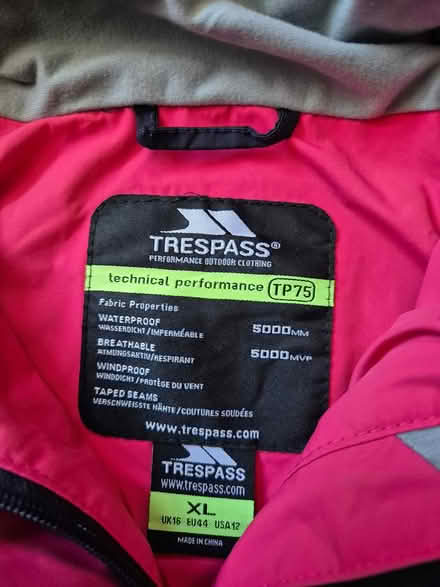 TRESPASS®
PERFORMANCE OUTDOOR CLOTHING
technical performance TP75
Fabric Properties
WATERPROOF 5000MM
WASSERDICHT/IMPERMÉABLE
BREATHABLE 5000MVP
ATMUNGSAKTIV/RESPIRANT
WINDPROOF
WINDDICHT/PROTÈGE DU VENT
TAPED SEAMS
VERSCHWEISSTE NÄHTE/COUTURES SOUDÉES
www.trespass.com
TRESPASS
www.trespass.com
XL
UK16 EU44 USA12
MADE IN CHINA